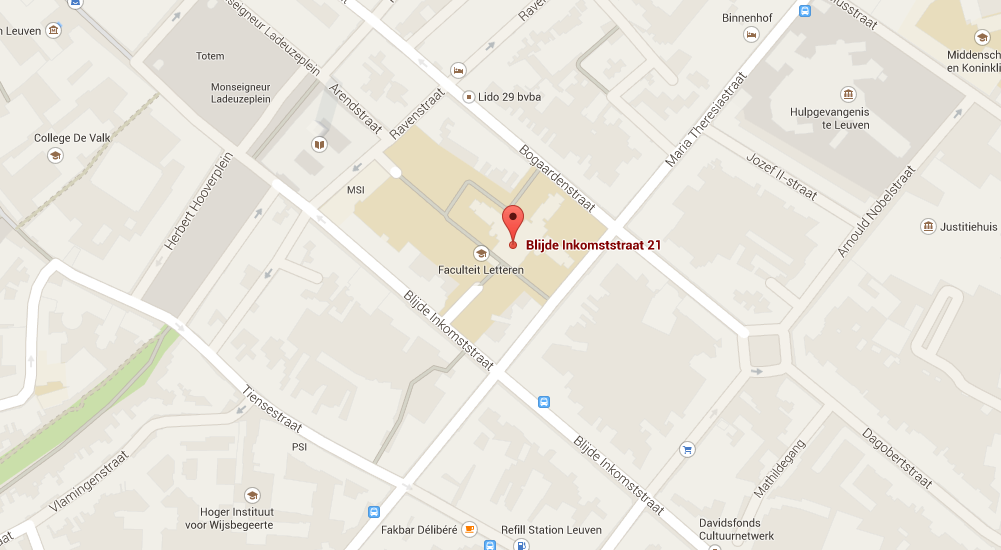 Binnenhof
n Leuven
Monseigneur Ladeuzeplein
Totem
Monseigneur
Ladeuzeplein
Arendstraat
Ravenstraat
Lido 29 bvba
Middensch
en Koninkli
Hulpgevangenis
te Leuven
Maria Theresiastraat
College De Valk
Bogaardenstraat
Jozef II-straat
MSI
Herbert Hooverplein
Arnould Nobelstraat
Justitiehuis
Blijde Inkomststraat 21
Faculteit Letteren
Blijde Inkomststraat
Tiensestraat
PSI
Blijde Inkomststraat
Dagobertstraat
Mathildegang
Vlamingenstraat
Hoger Instituut
voor Wijsbegeerte
Fakbar Délibéré
Refill Station Leuven
Davidsfonds
Cultuurnetwerk